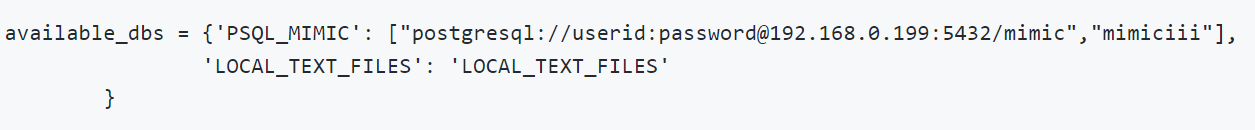 available_dbs = {'PSQL_MIMIC': ["postgresql://userid:password@192.168.0.199:5432/mimic","mimiciii"],
'LOCAL_TEXT_FILES': 'LOCAL_TEXT_FILES'
}